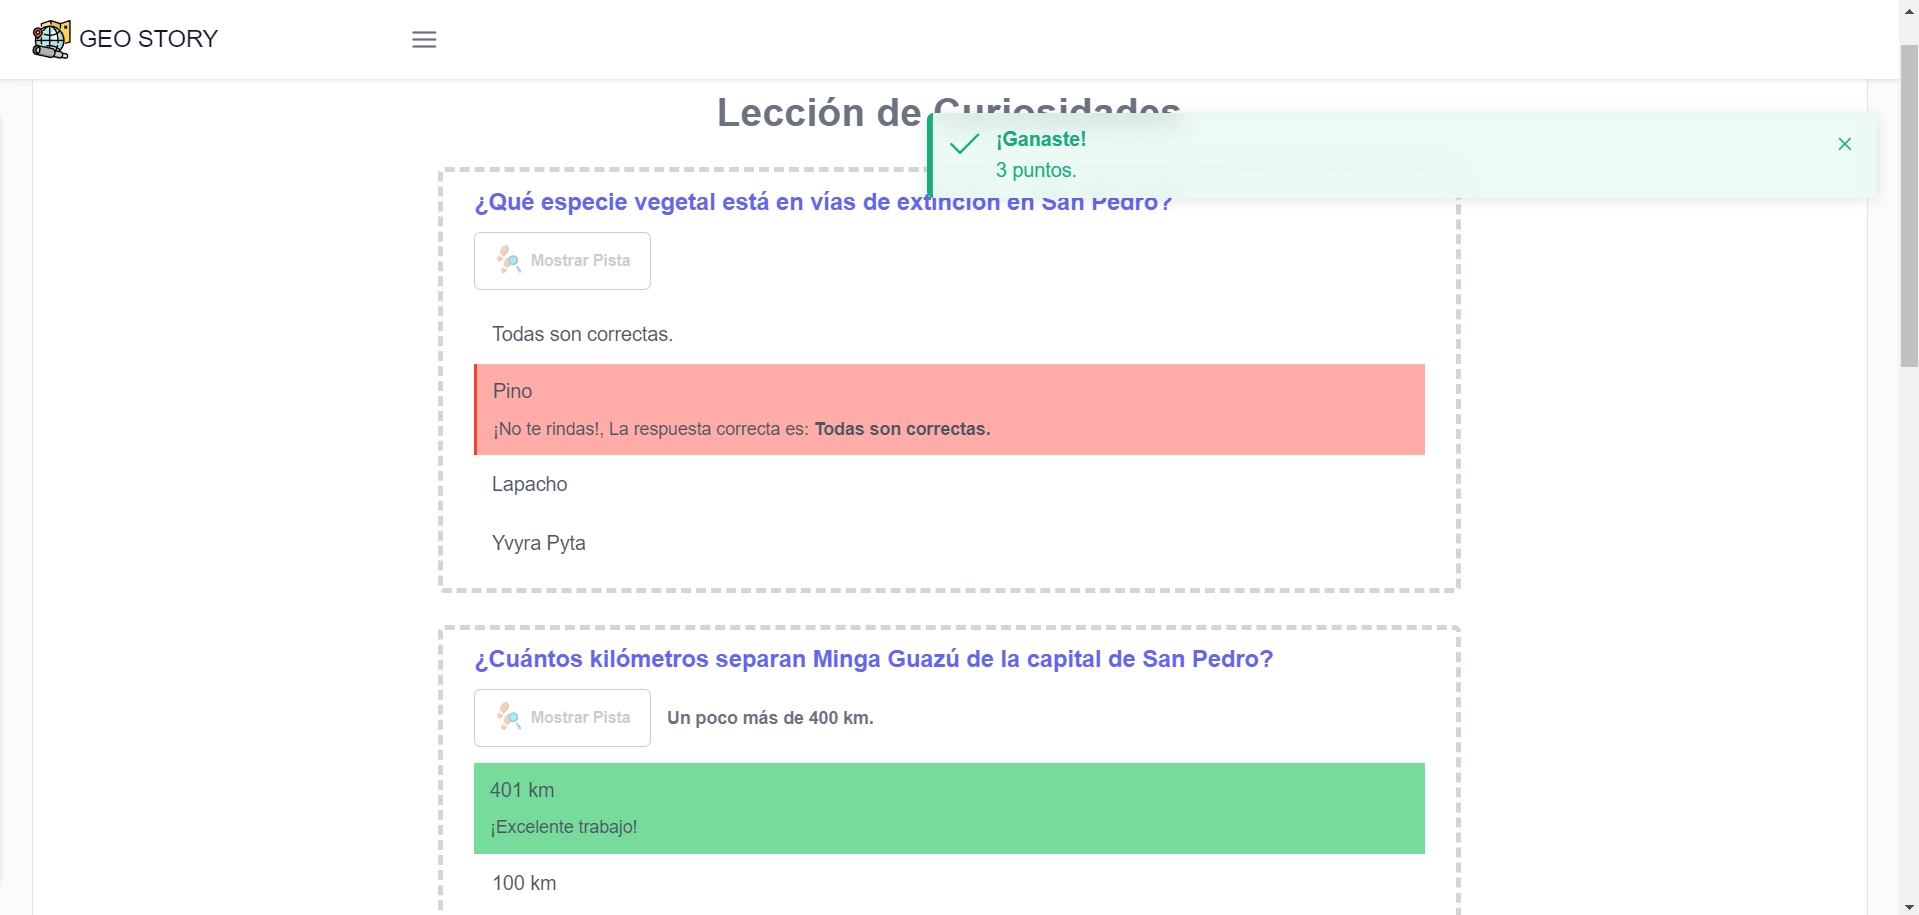 GEO STORY
Lección de Curiosidades
¡Ganaste!
3 puntos.
¿Qué especie vegetal está en vías de extinción en San Pedro?
Mostrar Pista
Todas son correctas.
Pino
¡No te rindas!, La respuesta correcta es: Todas son correctas.
Lapacho
Yvyra Pyta
¿Cuántos kilómetros separan Minga Guazú de la capital de San Pedro?
Mostrar Pista
Un poco más de 400 km.
401 km
¡Excelente trabajo!
100 km